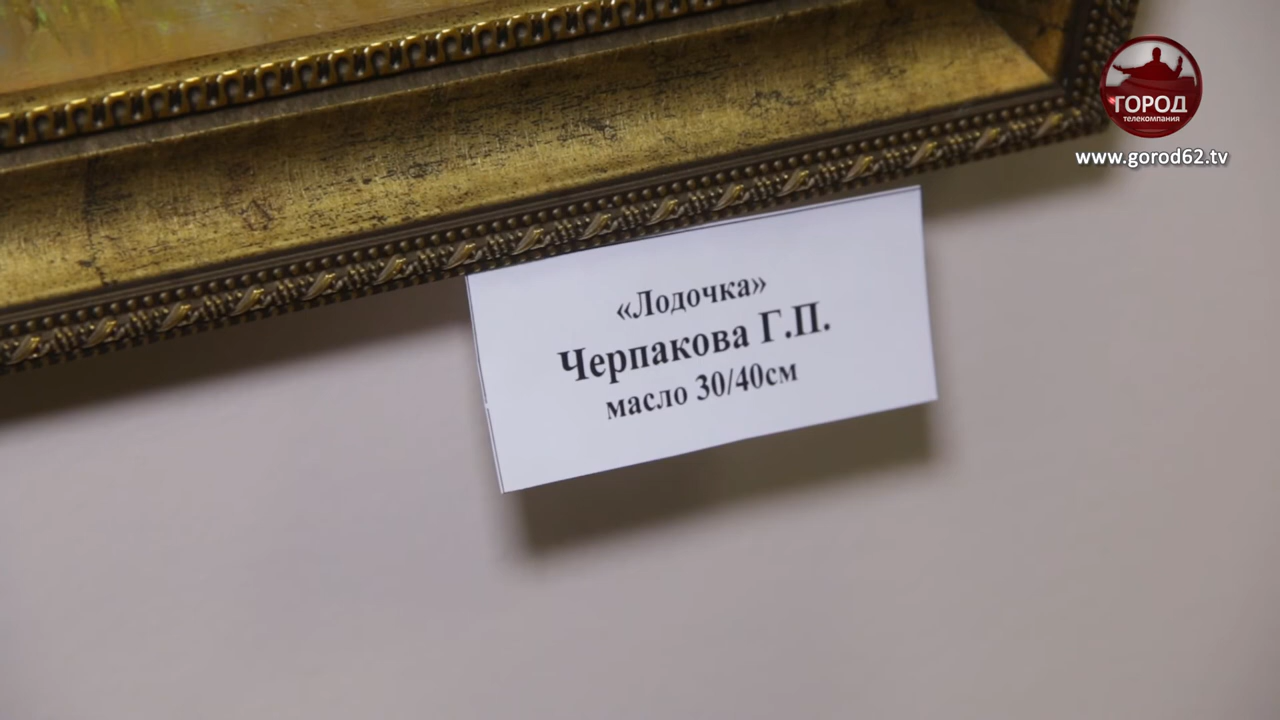 ГОРОД
телекомпания
www.gorod62.tv
«Лодочка»
Черпакова Г.П.
масло 30/40см